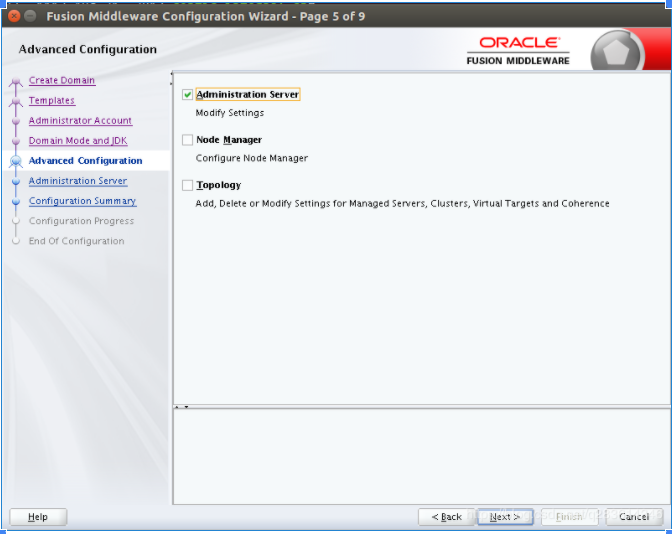 Fusion Middleware Configuration Wizard - Page 5 of 9
Advanced Configuration
ORACLE
FUSION MIDDLEWARE
Create Domain
Templates
Administrator Account
Domain Mode and JDK
Advanced Configuration
Administration Server
Configuration Summary
Configuration Progress
End Of Configuration
Administration Server
Modify Settings
Node Manager
Configure Node Manager
Topology
Add, Delete or Modify Settings for Managed Servers, Clusters, Virtual Targets and Coherence
Help
< Back
Next >
Finish
Cancel